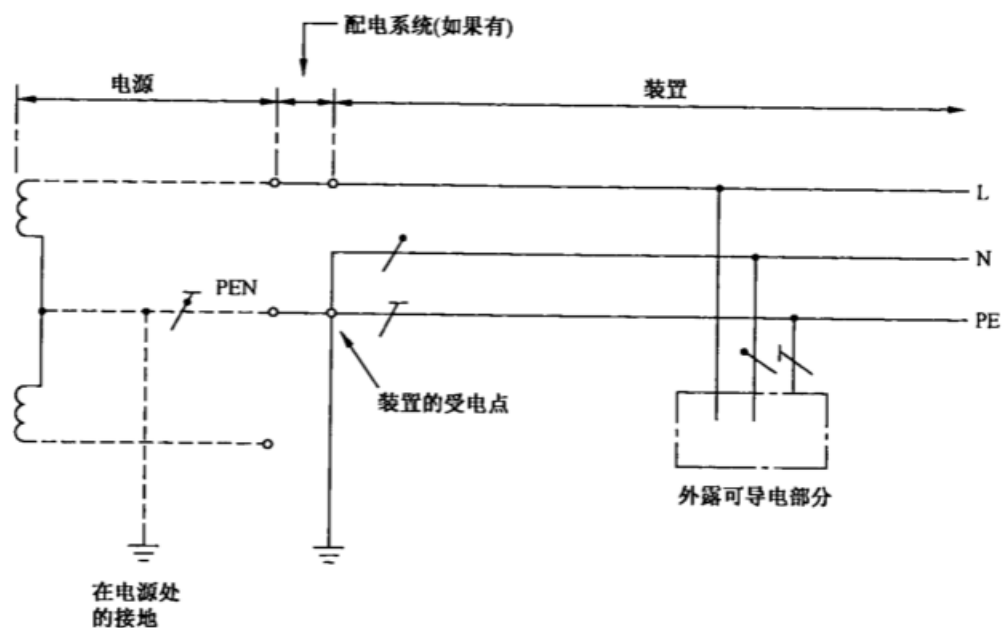 配电系统(如果有)
电源
装置
L
PEN
N
PE
装置的受电点
外露可导电部分
在电源处
的接地